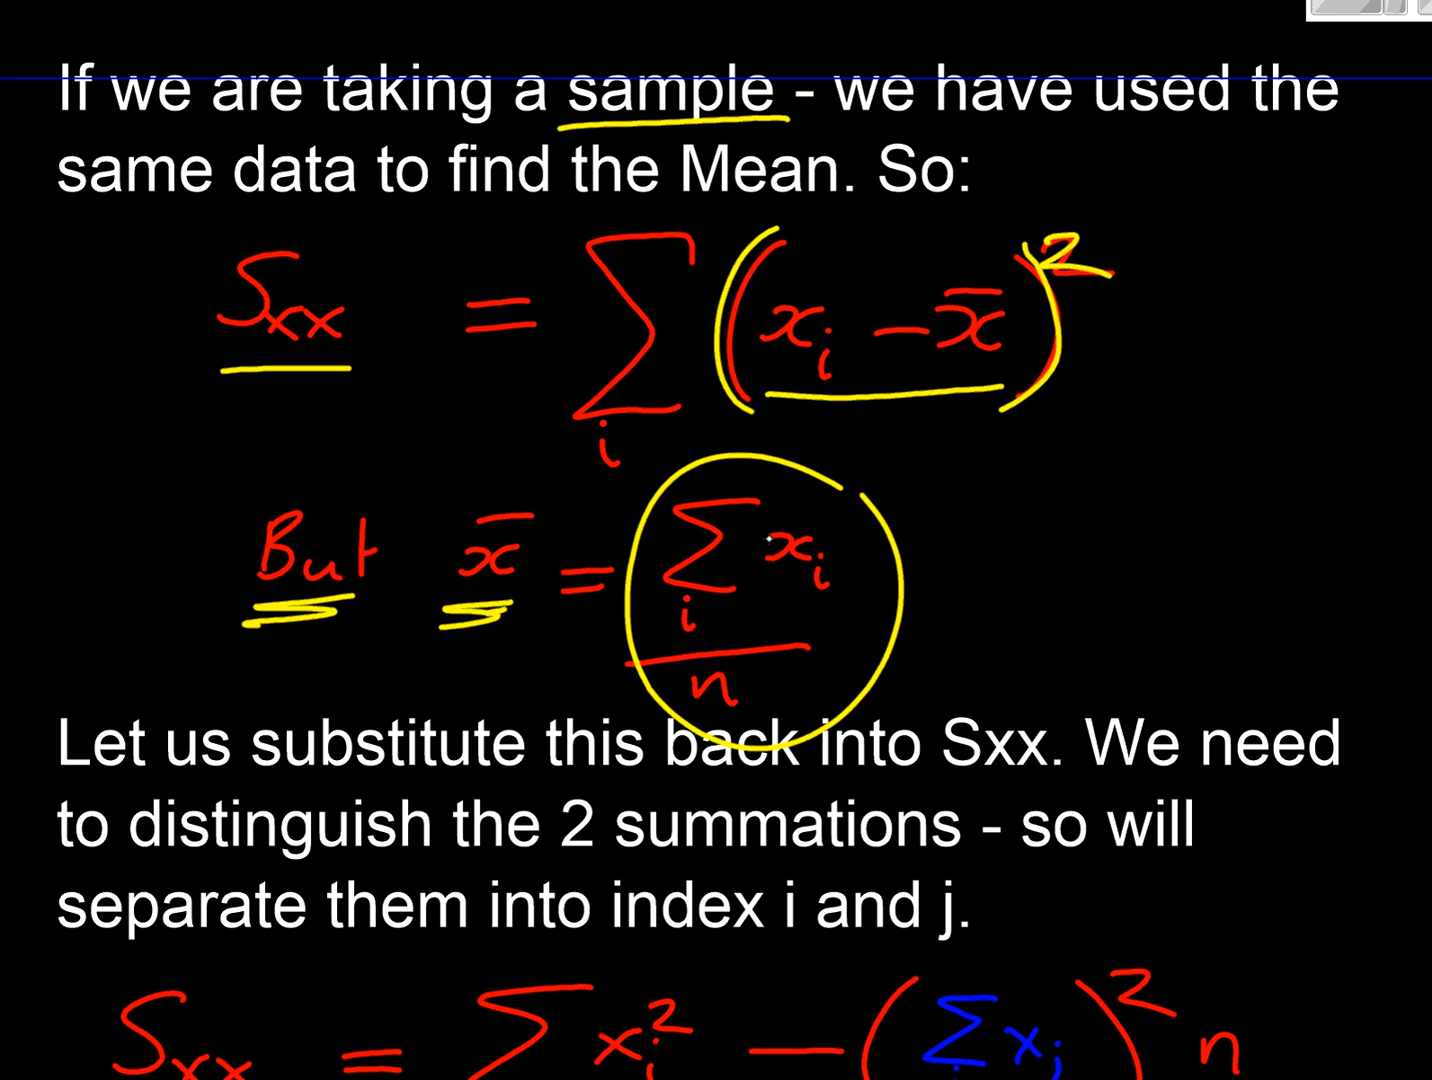 If we are taking a sample - we have used the
same data to find the Mean. So:
Sxx = ∑i (xi – x̄)²
But x̄ = ∑i xi / n
Let us substitute this back into Sxx. We need
to distinguish the 2 summations - so will
separate them into index i and j.
Sxx = ∑ xi² – (∑ xj)² n